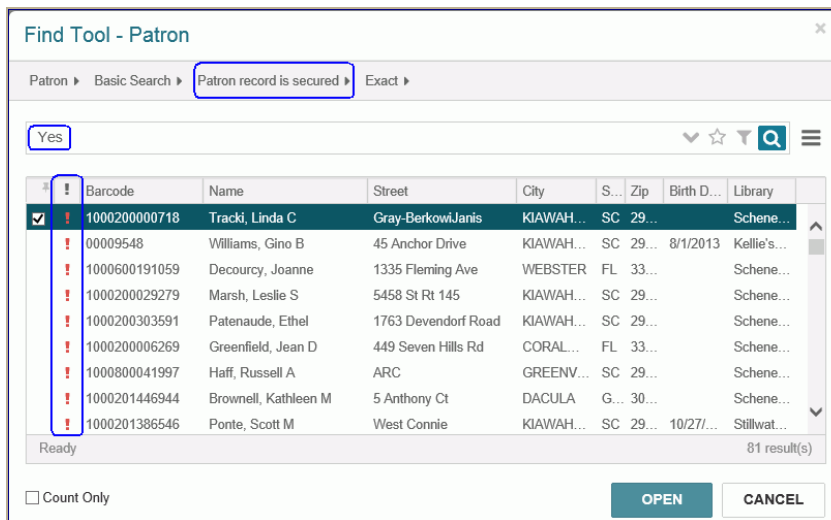 Find Tool - Patron
Patron Basic Search Patron record is secured Exact
Yes
! Barcode Name Street City S... Zip Birth D... Library
! 1000200000718 Tracki, Linda C Gray-BerkowiJanis KIAWAH... SC 29... Schene...
! 00009548 Williams, Gino B 45 Anchor Drive KIAWAH... SC 29... 8/1/2013 Kellie's...
! 1000600191059 Decourcy, Joanne 1335 Fleming Ave WEBSTER FL 33... Schene...
! 1000200029279 Marsh, Leslie S 5458 St Rt 145 KIAWAH... SC 29... Schene...
! 1000200303591 Patenaude, Ethel 1763 Devendorf Road KIAWAH... SC 29... Schene...
! 1000200006269 Greenfield, Jean D 449 Seven Hills Rd CORAL... FL 33... Schene...
! 1000800041997 Haff, Russell A ARC GREENV... SC 29... Schene...
! 1000201446944 Brownell, Kathleen M 5 Anthony Ct DACULA G... 30... Schene...
! 1000201386546 Ponte, Scott M West Connie KIAWAH... SC 29... 10/27/... Stillwat...
Ready 81 result(s)
Count Only OPEN CANCEL